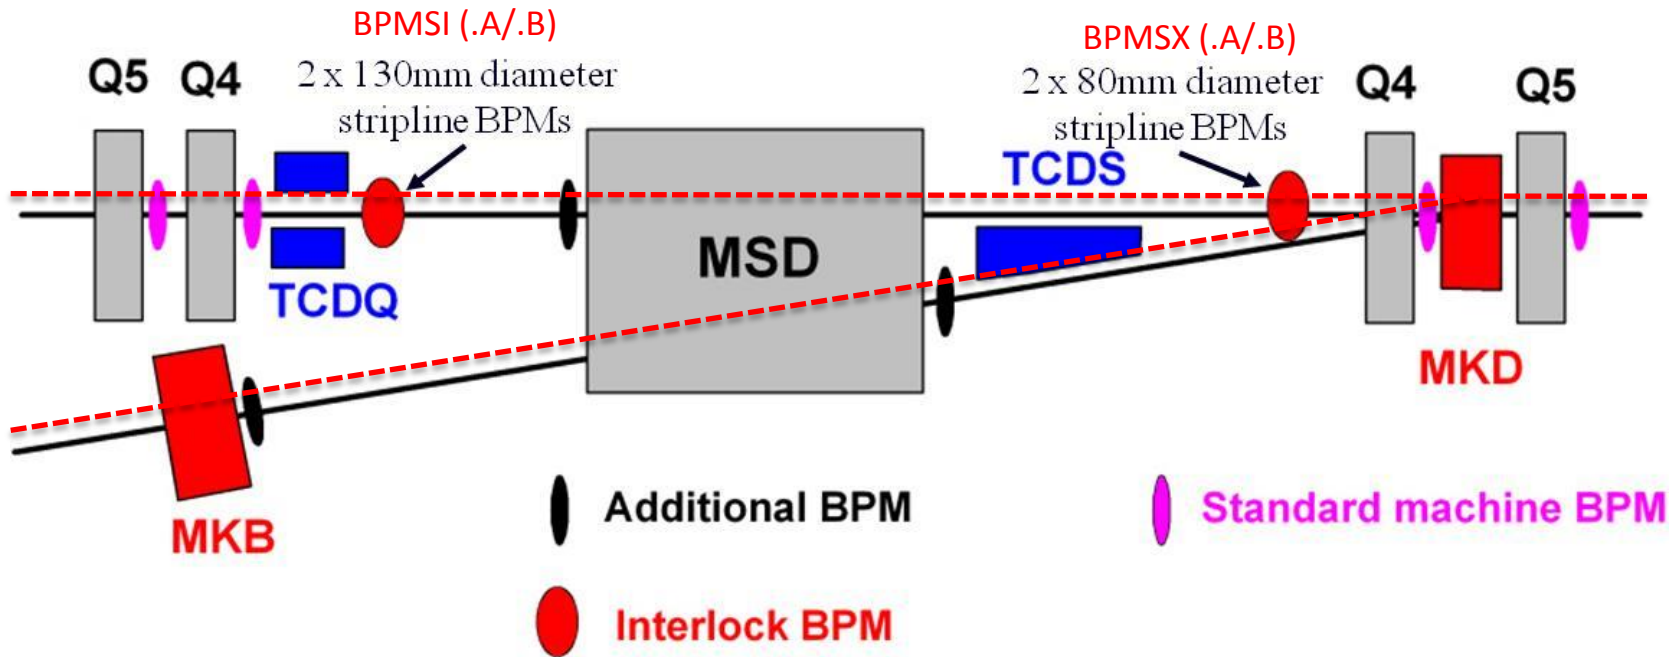 BPMSI (.A/.B)
2 x 130mm diameter
stripline BPMs
BPMSX (.A/.B)
2 x 80mm diameter
stripline BPMs
Q5
Q4
Q4
Q5
TCDS
MSD
TCDQ
MKD
MKB
Additional BPM
Standard machine BPM
Interlock BPM